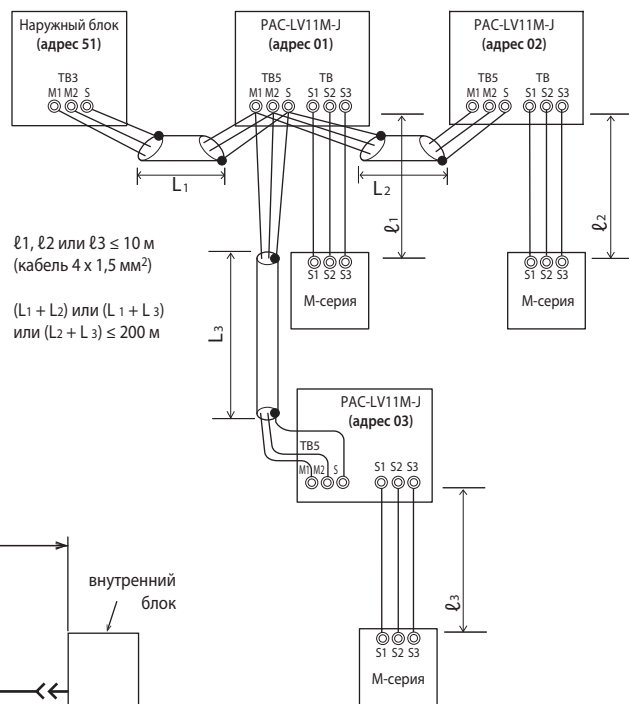 Наружный блок
(адрес 51)
TB3
M1 M2 S
PAC-LV11M-J
(адрес 01)
TB5 TB
M1 M2 S S1 S2 S3
PAC-LV11M-J
(адрес 02)
TB5 TB
M1 M2 S S1 S2 S3
L1
L2
ℓ1
ℓ2
ℓ1, ℓ2 или ℓ3 ≤ 10 м
(кабель 4 x 1,5 мм²)
(L1 + L2) или (L 1 + L 3)
или (L2 + L 3) ≤ 200 м
S1 S2 S3
М-серия
S1 S2 S3
М-серия
L3
PAC-LV11M-J
(адрес 03)
TB5
M1 M2 S
S1 S2 S3
ℓ3
внутренний
блок
S1 S2 S3
М-серия